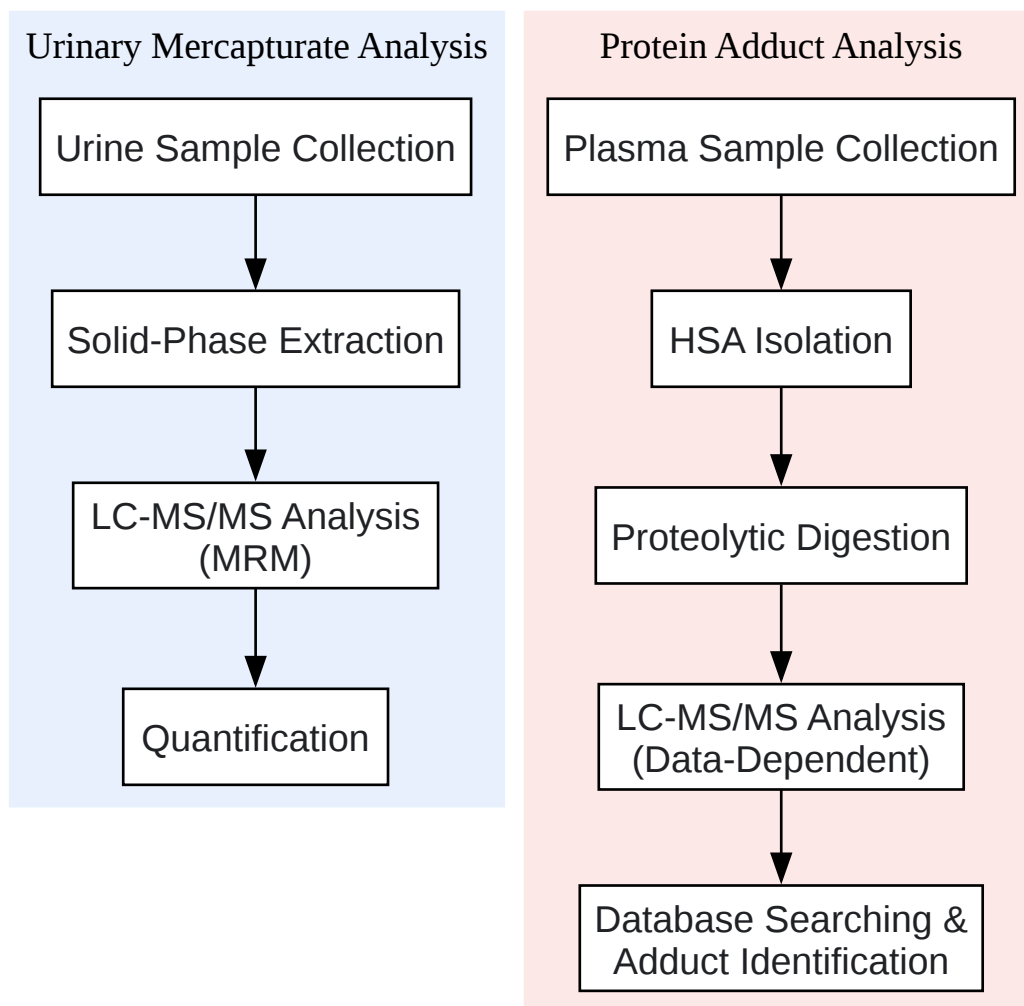 Urinary Mercapturate Analysis
Urine Sample Collection
Solid-Phase Extraction
LC-MS/MS Analysis
(MRM)
Quantification
Protein Adduct Analysis
Plasma Sample Collection
HSA Isolation
Proteolytic Digestion
LC-MS/MS Analysis
(Data-Dependent)
Database Searching &
Adduct Identification